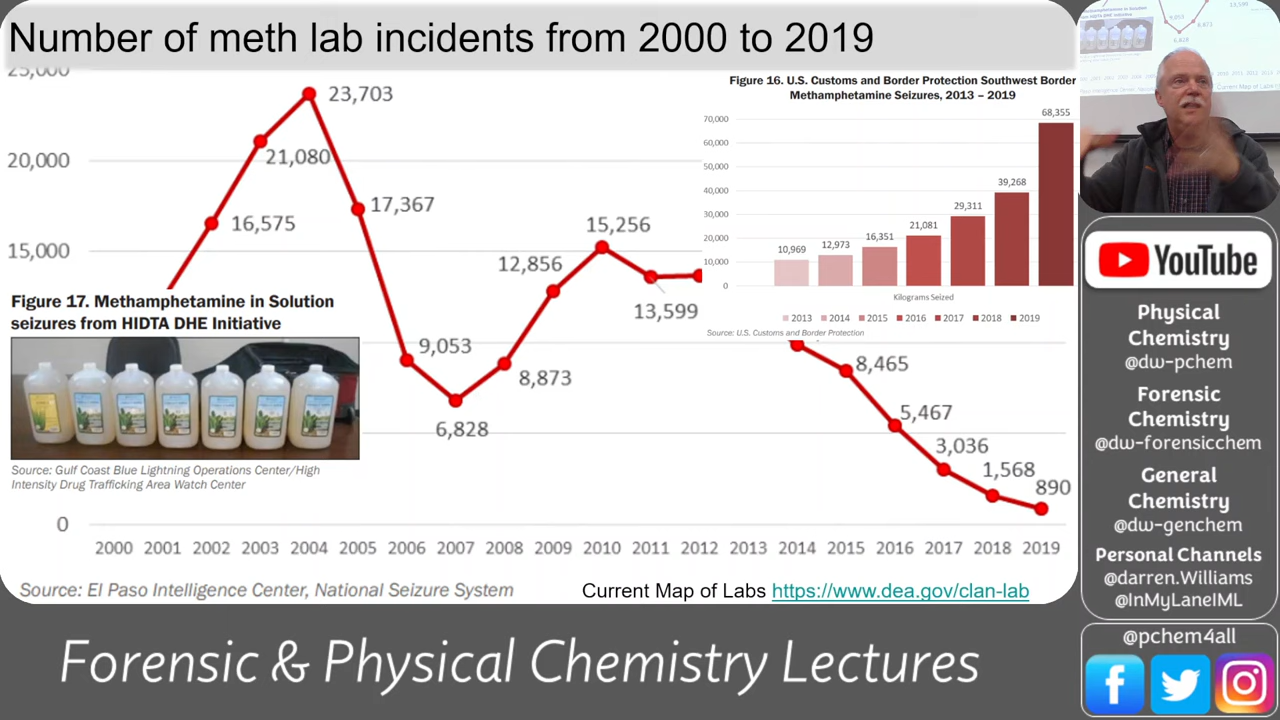 Number of meth lab incidents from 2000 to 2019
25,000
20,000
15,000
0
23,703
21,080
16,575
17,367
9,053
6,828
8,873
12,856
15,256
13,599
8,465
5,467
3,036
1,568
890
2000 2001 2002 2003 2004 2005 2006 2007 2008 2009 2010 2011 2012 2013 2014 2015 2016 2017 2018 2019
Figure 16. U.S. Customs and Border Protection Southwest Border
Methamphetamine Seizures, 2013 – 2019
70,000
60,000
50,000
40,000
30,000
20,000
10,000
0
10,969
12,973
16,351
21,081
29,311
39,268
68,355
Kilograms Seized
2013 2014 2015 2016 2017 2018 2019
Source: U.S. Customs and Border Protection
Figure 17. Methamphetamine in Solution
seizures from HIDTA DHE Initiative
Source: Gulf Coast Blue Lightning Operations Center/High
Intensity Drug Trafficking Area Watch Center
Source: El Paso Intelligence Center, National Seizure System
Current Map of Labs https://www.dea.gov/clan-lab
Forensic & Physical Chemistry Lectures
13,599
9,053
8,873
6,828
YouTube
Physical
Chemistry
@dw-pchem
Forensic
Chemistry
@dw-forensicchem
General
Chemistry
@dw-genchem
Personal Channels
@darren.Williams
@InMyLaneIML
@pchem4all